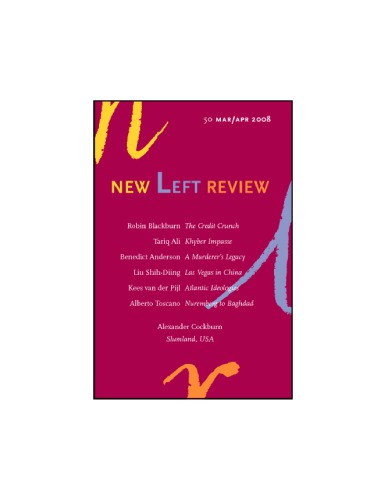 50 MAR/APR 2008
NEW LEFT REVIEW
Robin Blackburn The Credit Crunch
Tariq Ali Khyber Impasse
Benedict Anderson A Murderer's Legacy
Liu Shih-Diing Las Vegas in China
Kees van der Pijl Atlantic Ideologies
Alberto Toscano Nuremberg to Baghdad
Alexander Cockburn
Slumland, USA